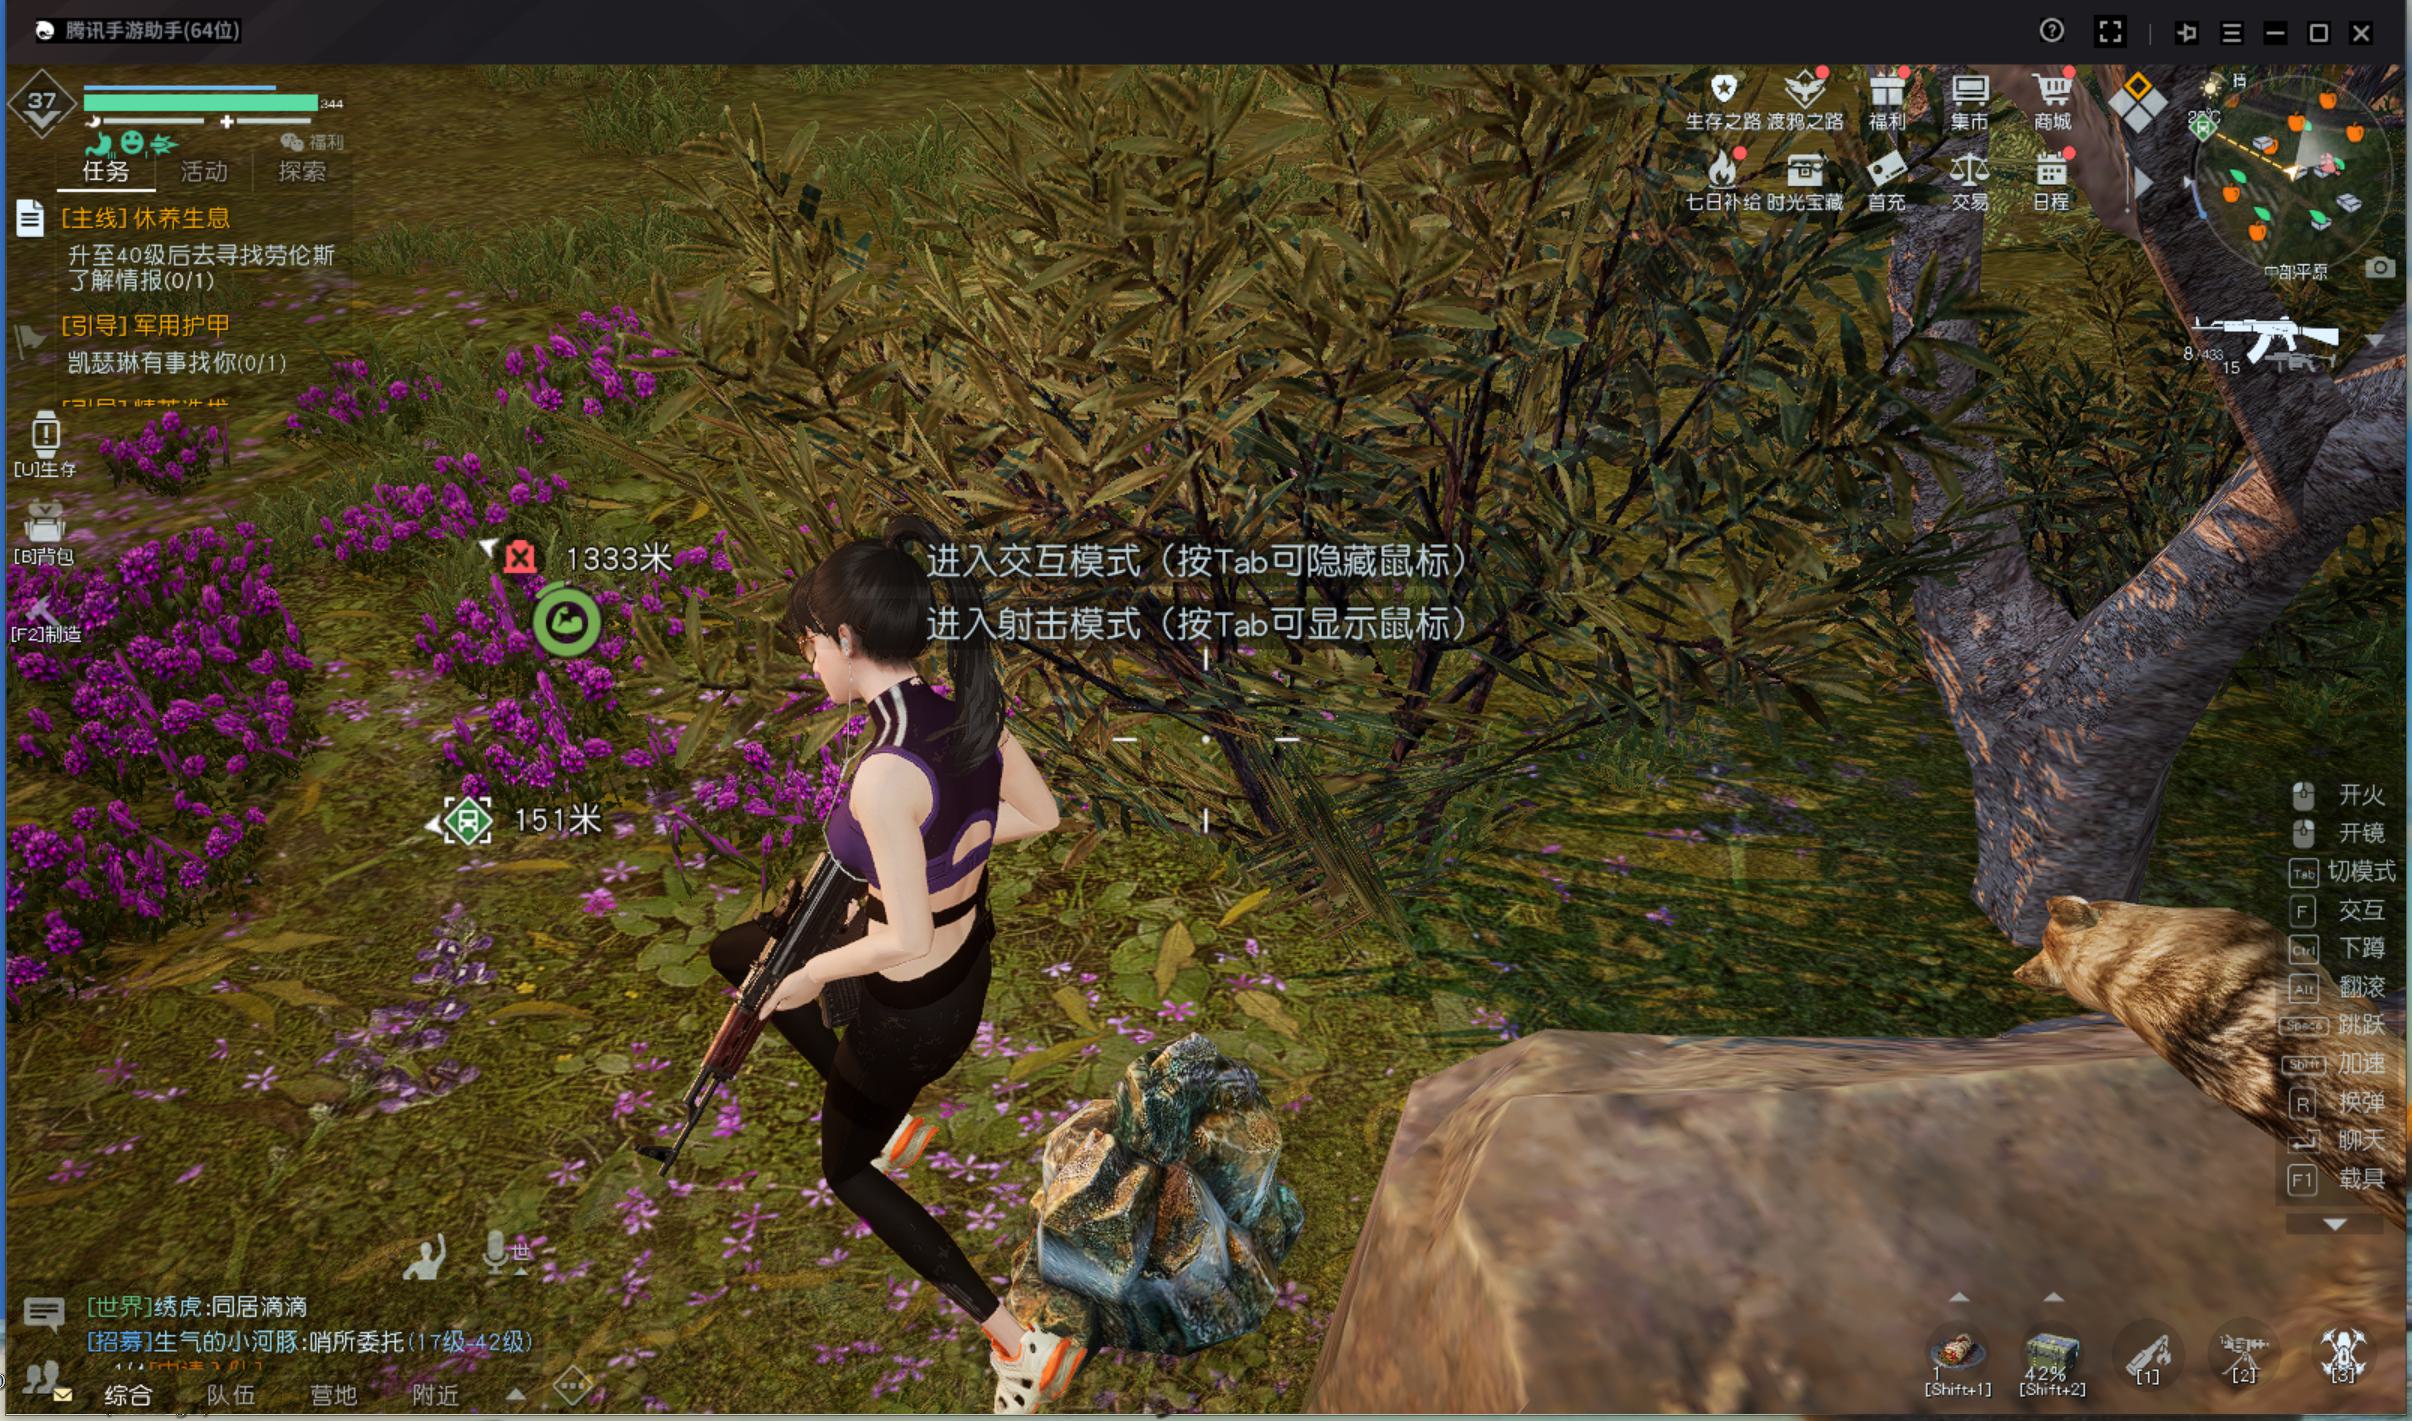 腾讯手游助手(64位)
37
344
福利
任务
活动
探索
[主线] 休养生息
升至40级后去寻找劳伦斯
了解情报(0/1)
[引导] 军用护甲
凯瑟琳有事找你(0/1)
[U]生存
[B]背包
[F2]制造
生存之路
渡鸦之路
福利
集市
商城
七日补给
时光宝藏
首充
交易
日程
晴
中部平原
8/433
15
1333米
进入交互模式（按Tab可隐藏鼠标）
进入射击模式（按Tab可显示鼠标）
151米
开火
开镜
Tab 切模式
F 交互
Ctrl 下蹲
Alt 翻滚
Space 跳跃
Shift 加速
R 换弹
聊天
F1 载具
世
[世界]绣虎:同居滴滴
[招募]生气的小河豚:哨所委托(17级-42级)
综合
队伍
营地
附近
1
[Shift+1]
42%
[Shift+2]
[1]
[2]
[3]